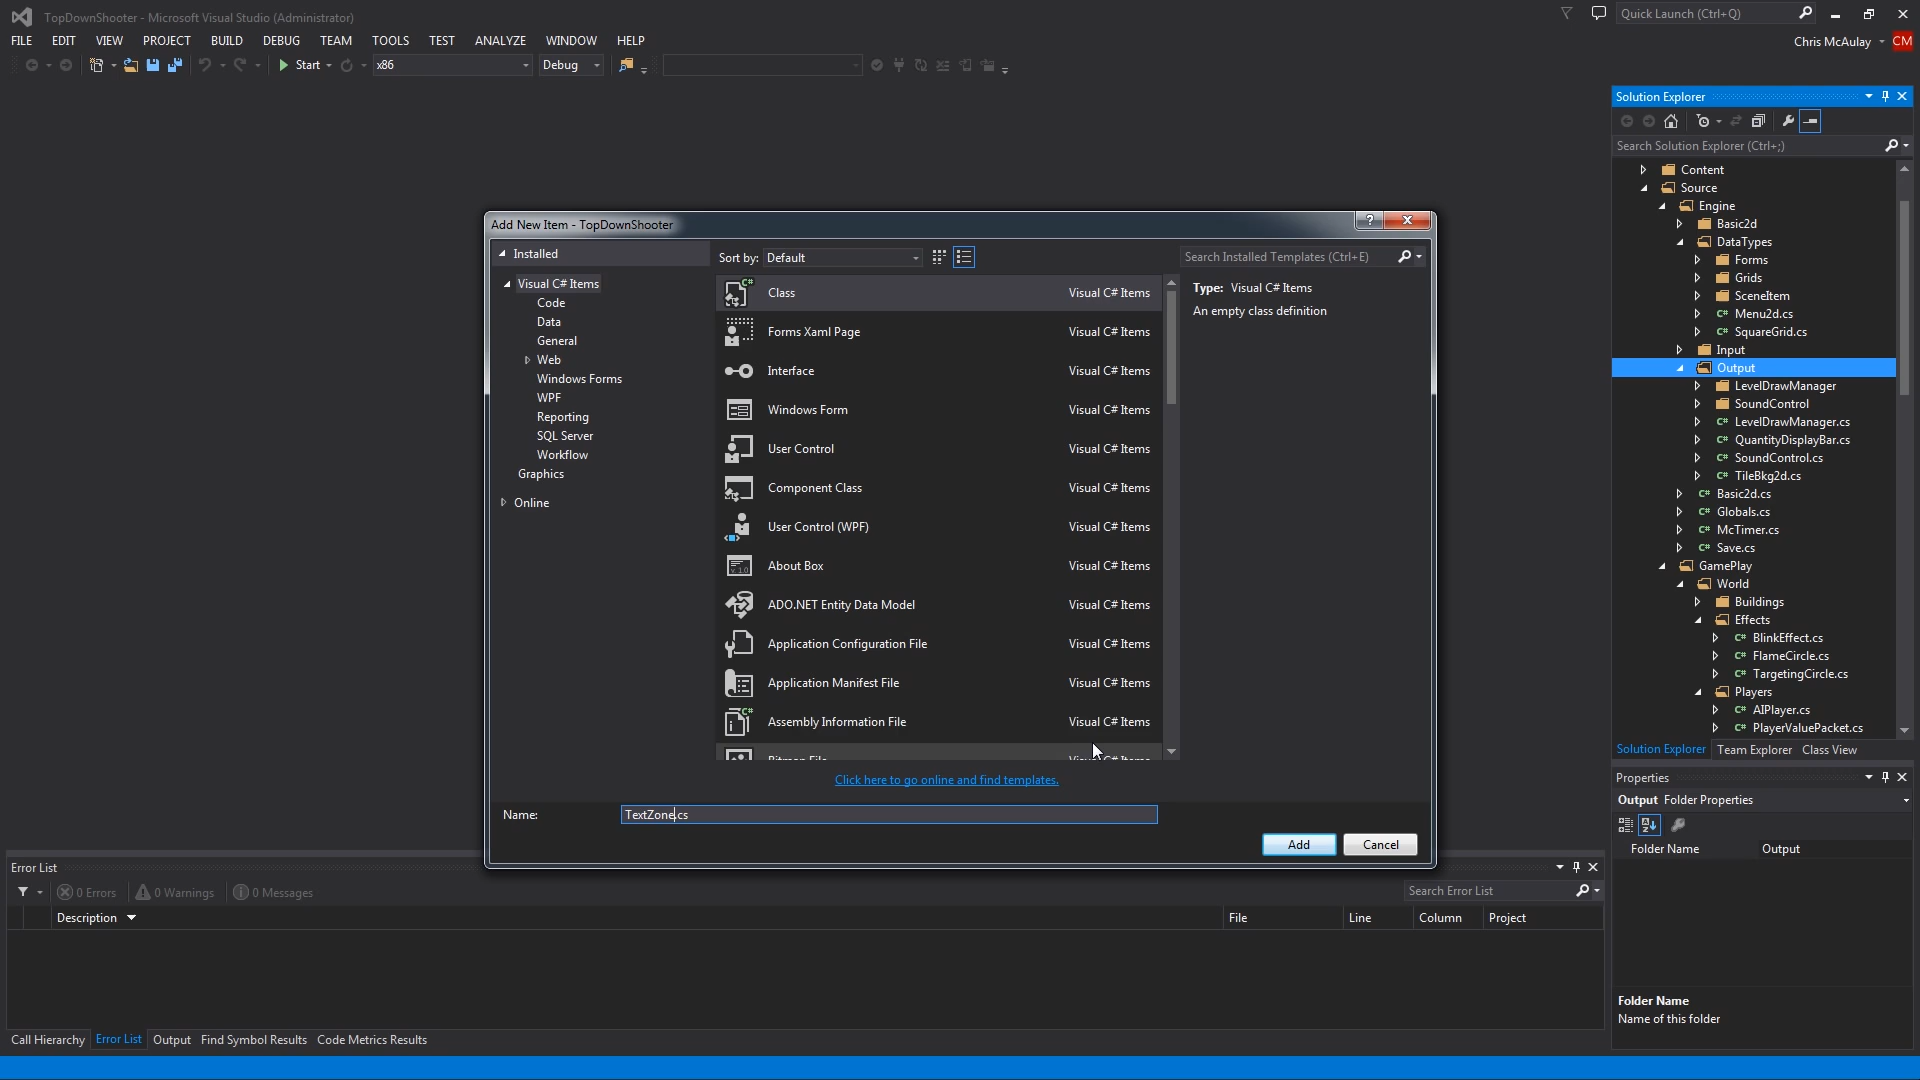 TopDownShooter - Microsoft Visual Studio (Administrator)
Quick Launch (Ctrl+Q)
FILE EDIT VIEW PROJECT BUILD DEBUG TEAM TOOLS TEST ANALYZE WINDOW HELP
Chris McAulay CM
Start x86 Debug
Solution Explorer
Search Solution Explorer (Ctrl+;)
Content
Source
Engine
Basic2d
DataTypes
Forms
Grids
SceneItem
C# Menu2d.cs
C# SquareGrid.cs
Input
Output
LevelDrawManager
SoundControl
C# LevelDrawManager.cs
C# QuantityDisplayBar.cs
C# SoundControl.cs
C# TileBkg2d.cs
C# Basic2d.cs
C# Globals.cs
C# McTimer.cs
C# Save.cs
GamePlay
World
Buildings
Effects
C# BlinkEffect.cs
C# FlameCircle.cs
C# TargetingCircle.cs
Players
C# AIPlayer.cs
C# PlayerValuePacket.cs
Solution Explorer Team Explorer Class View
Properties
Output Folder Properties
Folder Name Output
Folder Name
Name of this folder
Add New Item - TopDownShooter
Installed
Sort by: Default
Search Installed Templates (Ctrl+E)
Visual C# Items
Code
Data
General
Web
Windows Forms
WPF
Reporting
SQL Server
Workflow
Graphics
Online
Class Visual C# Items
Forms Xaml Page Visual C# Items
Interface Visual C# Items
Windows Form Visual C# Items
User Control Visual C# Items
Component Class Visual C# Items
User Control (WPF) Visual C# Items
About Box Visual C# Items
ADO.NET Entity Data Model Visual C# Items
Application Configuration File Visual C# Items
Application Manifest File Visual C# Items
Assembly Information File Visual C# Items
Bitmap File Visual C# Items
Type: Visual C# Items
An empty class definition
Click here to go online and find templates.
Name: TextZone.cs
Add Cancel
Error List
0 Errors 0 Warnings 0 Messages
Search Error List
Description File Line Column Project
Call Hierarchy Error List Output Find Symbol Results Code Metrics Results